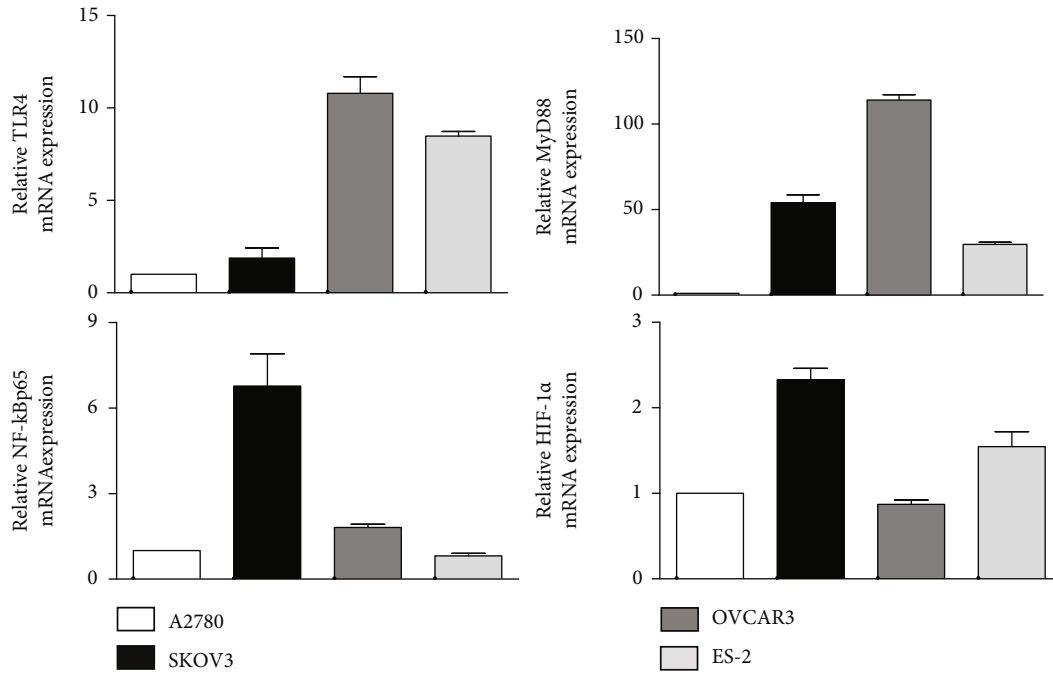 Relative TLR4
mRNA expression
15
10
5
0
Relative MyD88
mRNA expression
150
100
50
0
Relative NF-kBp65
mRNAexpression
9
6
3
0
Relative HIF-1α
mRNA expression
3
2
1
0
A2780
SKOV3
OVCAR3
ES-2